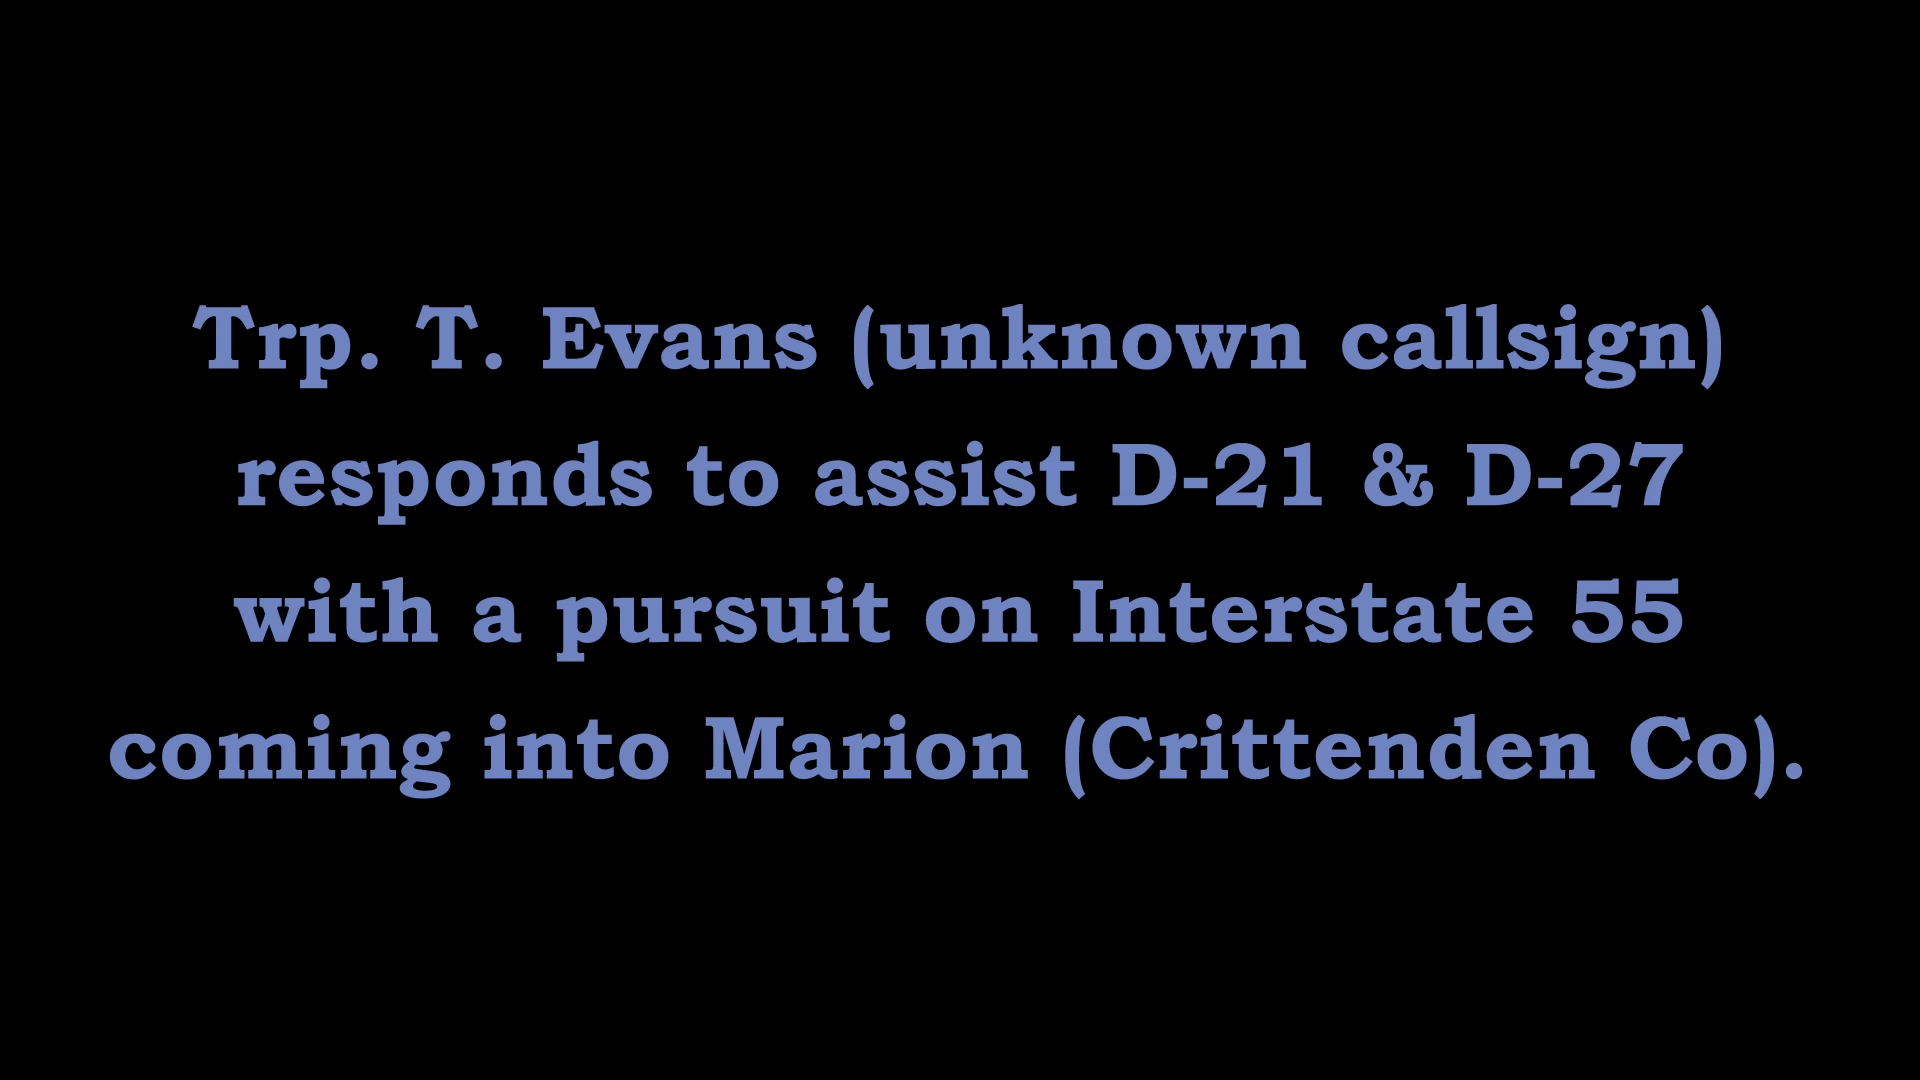 Trp. T. Evans (unknown callsign)
responds to assist D-21 & D-27
with a pursuit on Interstate 55
coming into Marion (Crittenden Co).